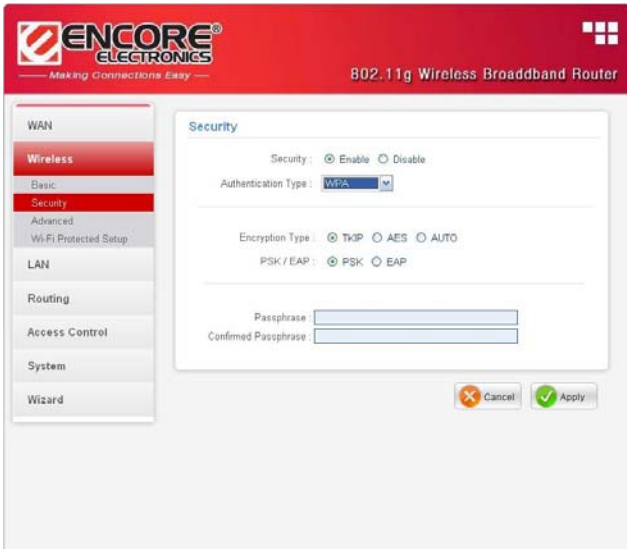 ENCORE®
ELECTRONICS
Making Connections Easy
802.11g Wireless Broaddband Router
WAN
Wireless
Basic
Security
Advanced
Wi-Fi Protected Setup
LAN
Routing
Access Control
System
Wizard
Security
Security : Enable Disable
Authentication Type : WPA
Encryption Type : TKIP AES AUTO
PSK / EAP : PSK EAP
Passphrase :
Confirmed Passphrase :
Cancel Apply